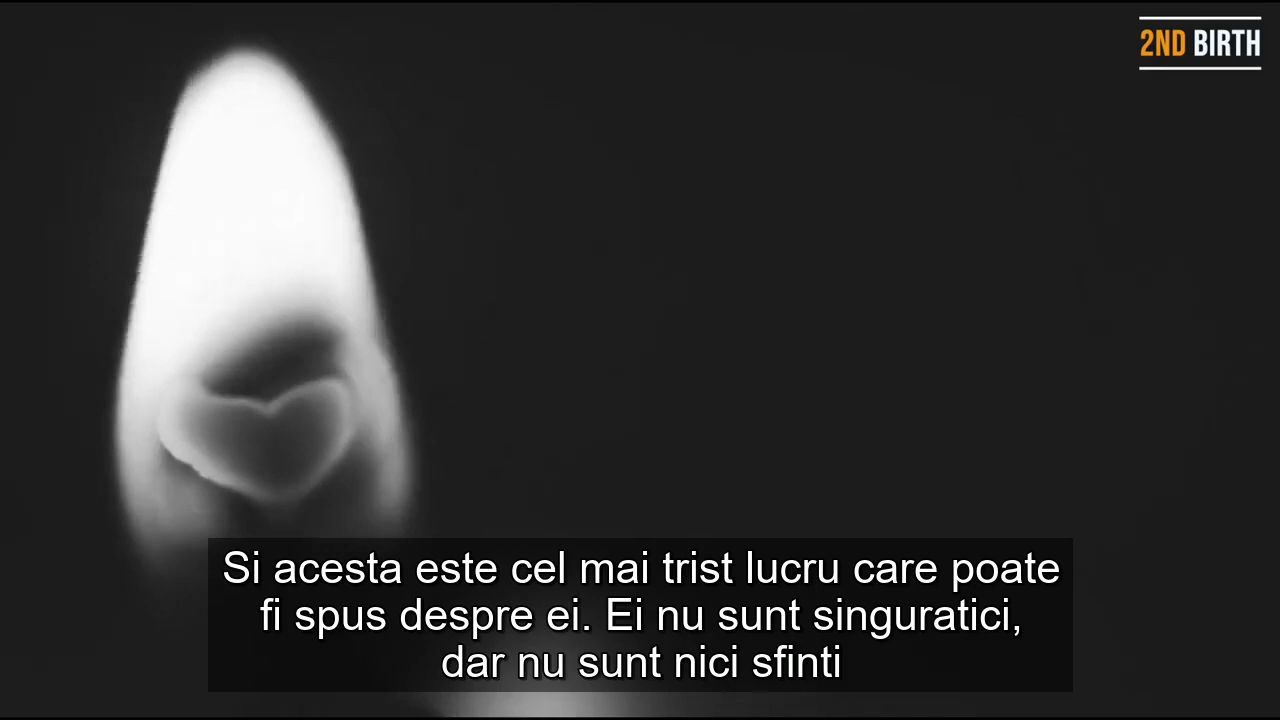 2ND BIRTH
Si acesta este cel mai trist lucru care poate
fi spus despre ei. Ei nu sunt singuratici,
dar nu sunt nici sfinti